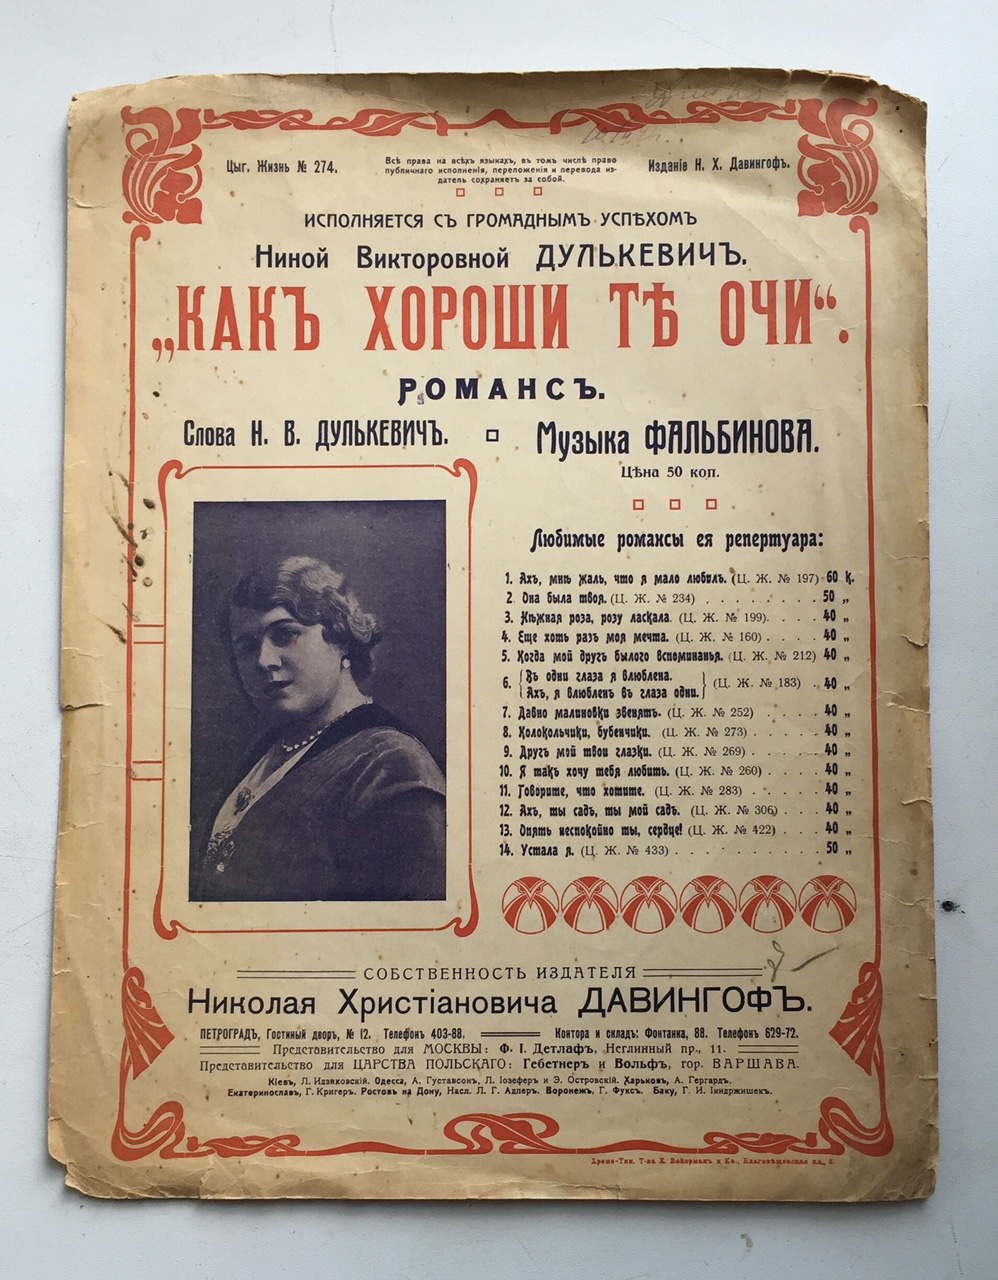 Цыг. Жизнь № 274.
Всѣ права на всѣхъ языкахъ, въ томъ числѣ право
публичнаго исполненія, переложенія и перевода из-
датель сохраняетъ за собой.
Изданіе Н. Х. Давингофъ.
ИСПОЛНЯЕТСЯ СЪ ГРОМАДНЫМЪ УСПѢХОМЪ
Ниной Викторовной ДУЛЬКЕВИЧЪ.
„КАКЪ ХОРОШИ ТѢ ОЧИ“.
РОМАНСЪ.
Слова Н. В. ДУЛЬКЕВИЧЪ.
Музыка ФАЛЬБИНОВА.
Цѣна 50 коп.
Любимые романсы ея репертуара:
1. Ахъ, мнѣ жаль, что я мало любилъ. (Ц. Ж. № 197) 60 к.
2 Она была твоя. (Ц. Ж. № 234) . . . . . . . . 50 „
3. Нѣжная роза, розу ласкала. (Ц. Ж. № 199). . . . 40 „
4. Еще хоть разъ моя мечта. (Ц. Ж. № 160) . . . . 40 „
5. Когда мой другъ былого вспоминанья. (Ц. Ж. № 212) 40 „
6. {Въ одни глаза я влюблена.
Ахъ, я влюбленъ въ глаза одни.} (Ц. Ж. № 183) . 40 „
7. Давно малиновки звенятъ. (Ц. Ж. № 252) . . . . 40 „
8. Колокольчики, бубенчики. (Ц. Ж. № 273) . . . . 40 „
9. Другъ мой твои глазки. (Ц. Ж. № 269) . . . . . 40 „
10. Я такъ хочу тебя любить. (Ц. Ж. № 260) . . . . 40 „
11. Говорите, что хотите. (Ц. Ж. № 283) . . . . . 40 „
12. Ахъ, ты садъ, ты мой садъ. (Ц. Ж. № 306) . . . 40 „
13. Опять неспокойно ты, сердце! (Ц. Ж. № 422) . . . 40 „
14. Устала я. (Ц. Ж. № 433) . . . . . . . . . . 50 „
СОБСТВЕННОСТЬ ИЗДАТЕЛЯ
Николая Христіановича ДАВИНГОФЪ.
ПЕТРОГРАДЪ, Гостиный дворъ, № 12. Телефонъ 403-88.
Контора и складъ: Фонтанка, 88. Телефонъ 629-72.
Представительство для МОСКВЫ: Ф. І. Детлафъ, Неглинный пр., 11.
Представительство для ЦАРСТВА ПОЛЬСКАГО: Гебетнеръ и Вольфъ, гор. ВАРШАВА.
Кіевъ, Л. Идзиковскій. Одесса, А. Густавсонъ, Л. Іозеферъ и Э. Островскій. Харьковъ, А. Гергардъ.
Екатеринославъ, Г. Кригеръ. Ростовъ на Дону, Насл. Л. Г. Адлеръ. Воронежъ, Г. Фуксъ. Баку, Г. И. Іиндржишекъ.
Хромо-Тип. Т-ва и Ко., Благовѣщенская пл., 3.